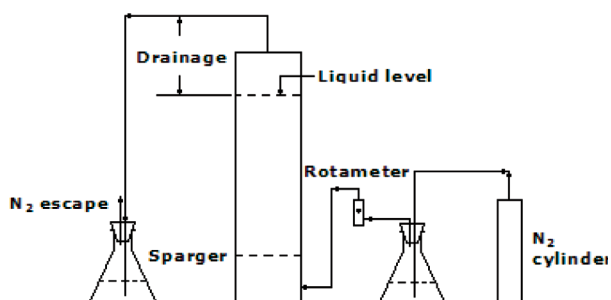 Drainage
Liquid level
Rotameter
N₂ escape
Sparger
N₂
cylinder